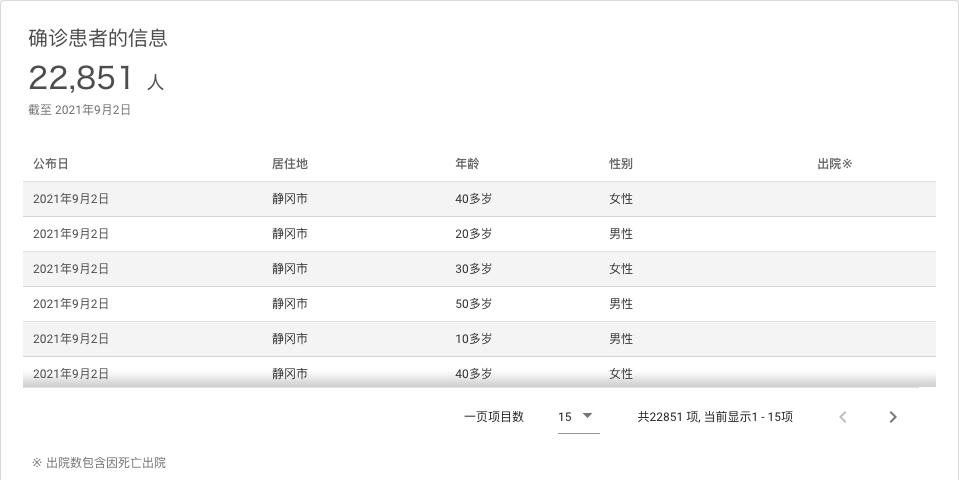 确诊患者的信息
22,851 人
截至 2021年9月2日
公布日 居住地 年龄 性别 出院※
2021年9月2日 静冈市 40多岁 女性
2021年9月2日 静冈市 20多岁 男性
2021年9月2日 静冈市 30多岁 女性
2021年9月2日 静冈市 50多岁 男性
2021年9月2日 静冈市 10多岁 男性
2021年9月2日 静冈市 40多岁 女性
一页项目数 15 共22851 项, 当前显示1 - 15项
※ 出院数包含因死亡出院